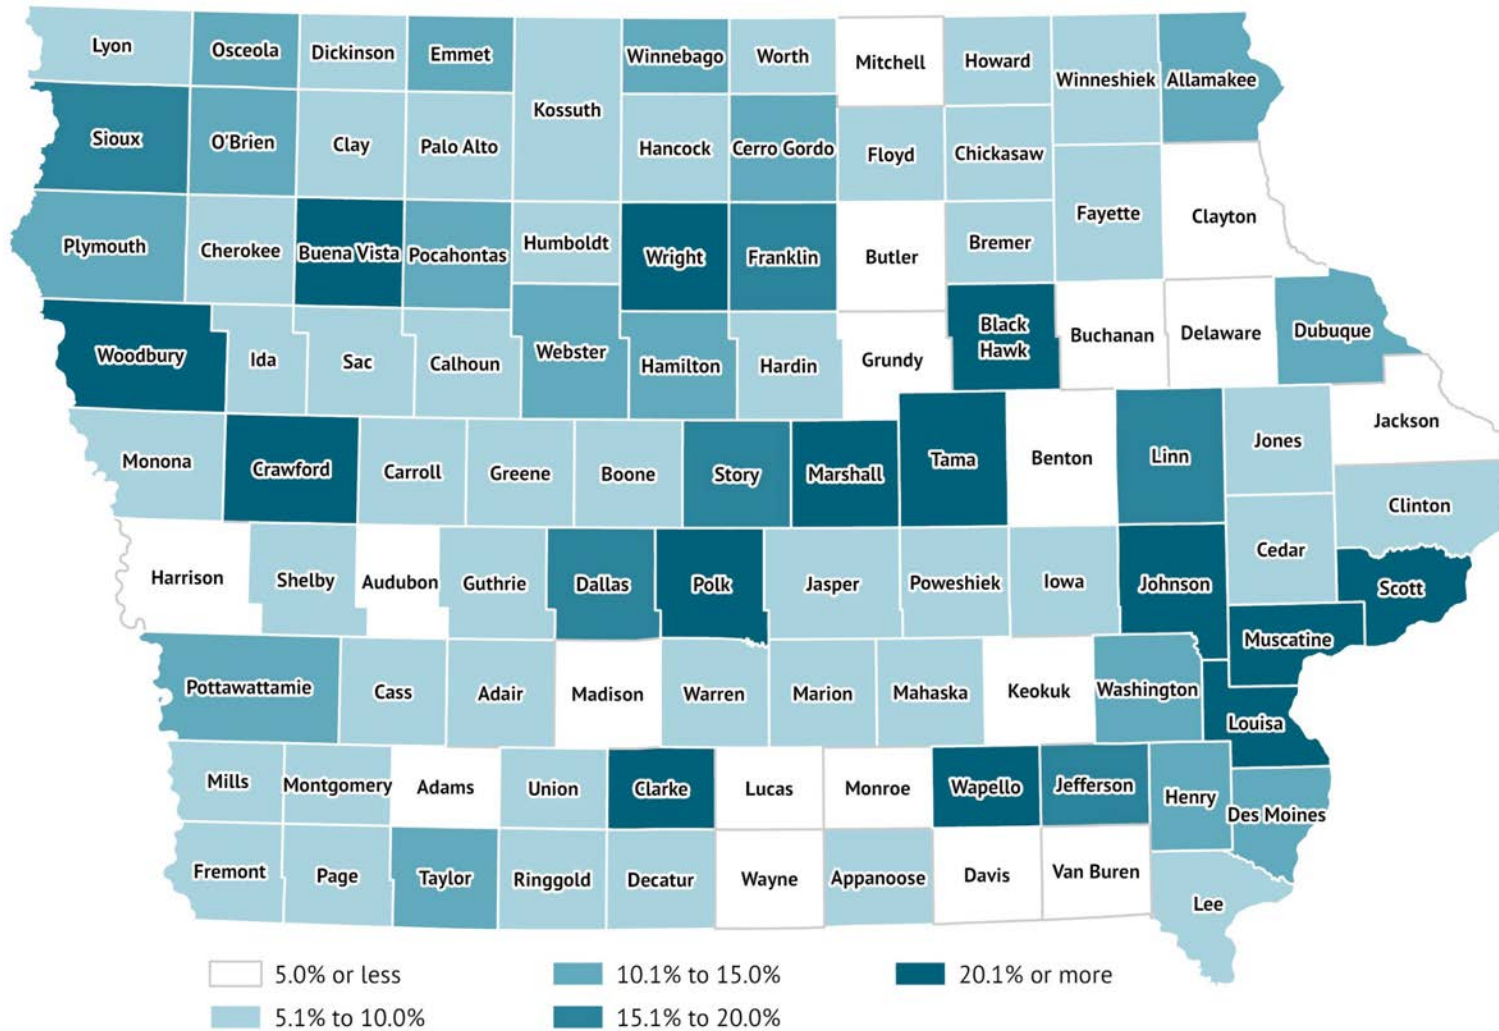 Lyon
Osceola
Dickinson
Emmet
Winnebago
Worth
Mitchell
Howard
Winneshiek
Allamakee
Kossuth
Sioux
O'Brien
Clay
Palo Alto
Hancock
Cerro Gordo
Floyd
Chickasaw
Fayette
Clayton
Plymouth
Cherokee
Buena Vista
Pocahontas
Humboldt
Wright
Franklin
Butler
Bremer
Woodbury
Ida
Sac
Calhoun
Webster
Hamilton
Hardin
Grundy
Black
Hawk
Buchanan
Delaware
Dubuque
Monona
Crawford
Carroll
Greene
Boone
Story
Marshall
Tama
Benton
Linn
Jones
Jackson
Clinton
Harrison
Shelby
Audubon
Guthrie
Dallas
Polk
Jasper
Poweshiek
Iowa
Johnson
Cedar
Scott
Muscatine
Pottawattamie
Cass
Adair
Madison
Warren
Marion
Mahaska
Keokuk
Washington
Louisa
Mills
Montgomery
Adams
Union
Clarke
Lucas
Monroe
Wapello
Jefferson
Henry
Des Moines
Fremont
Page
Taylor
Ringgold
Decatur
Wayne
Appanoose
Davis
Van Buren
Lee
5.0% or less
5.1% to 10.0%
10.1% to 15.0%
15.1% to 20.0%
20.1% or more